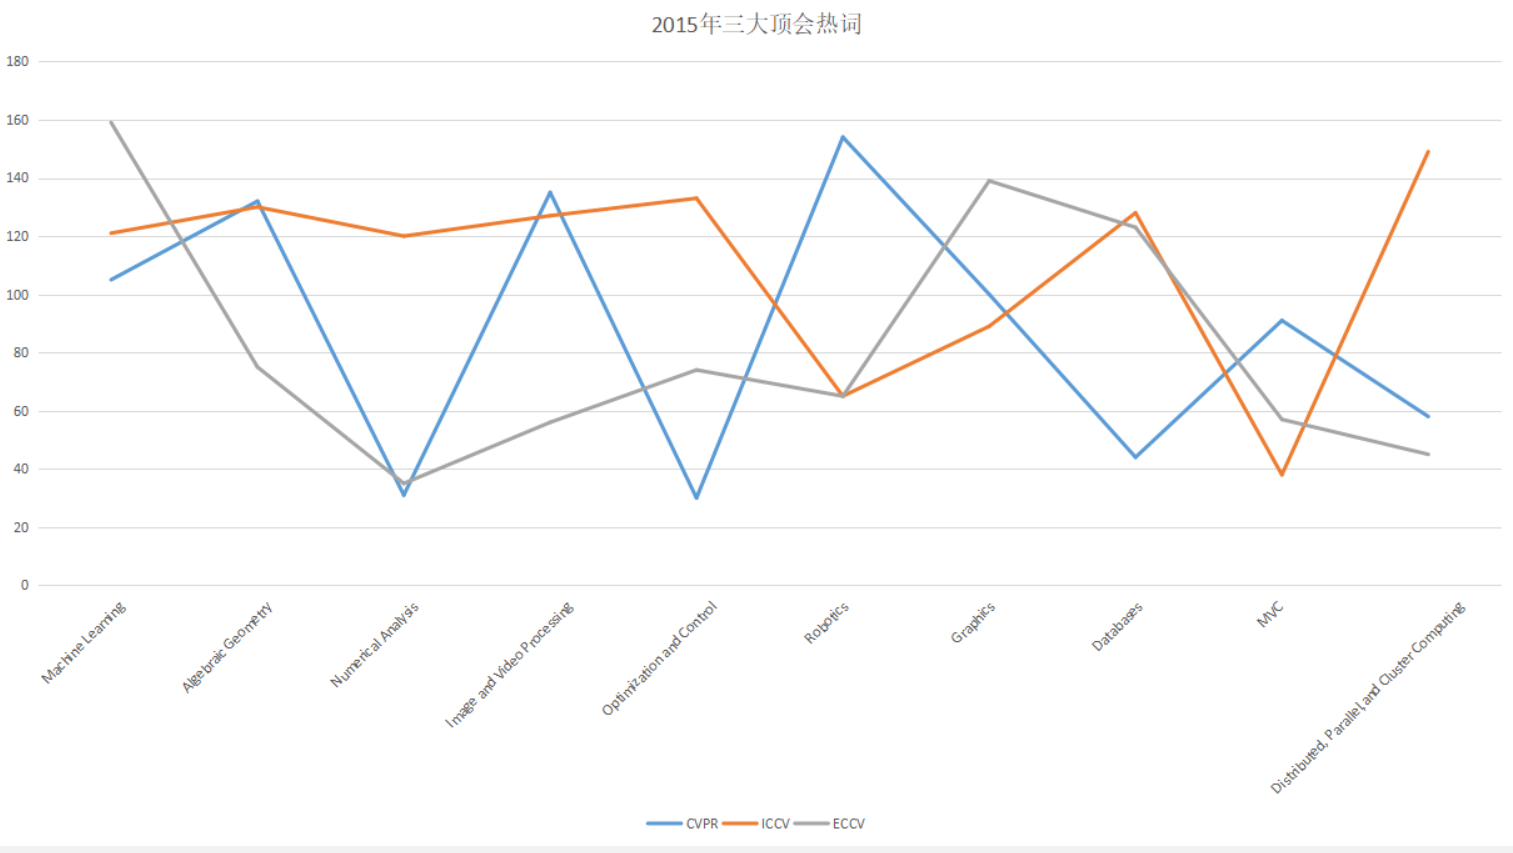 2015年三大顶会热词
180
160
140
120
100
80
60
40
20
0
Machine Learning
Algebraic Geometry
Numerical Analysis
Image and Video Processing
Optimization and Control
Robotics
Graphics
Databases
MVC
Distributed, Parallel,and Cluster Computing
CVPR ICCV ECCV